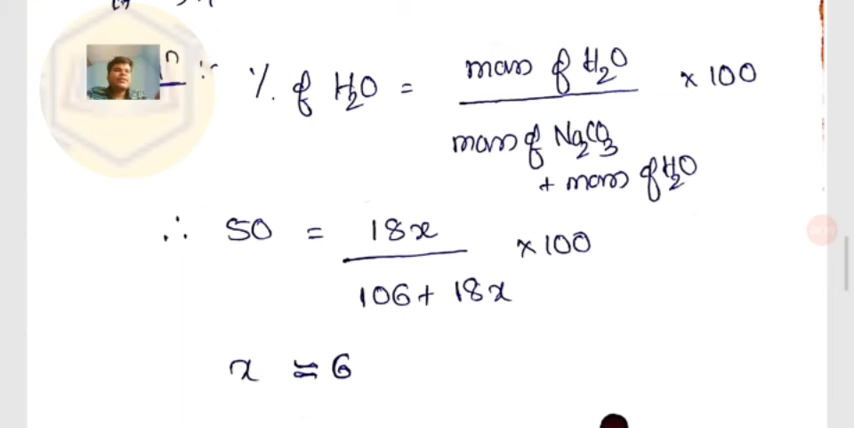 % of H₂O = mass of H₂O / mass of Na₂CO₃ + mass of H₂O × 100
∴ 50 = 18x / 106 + 18x × 100
x ≈ 6